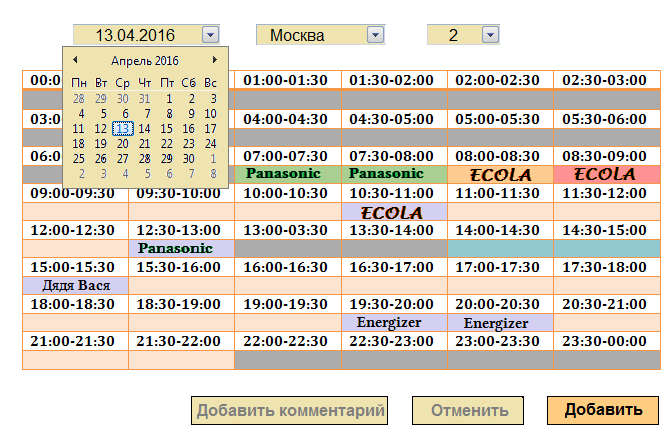 13.04.2016 Москва 2
Апрель 2016
Пн Вт Ср Чт Пт Сб Вс
28 29 30 31 1 2 3
4 5 6 7 8 9 10
11 12 13 14 15 16 17
18 19 20 21 22 23 24
25 26 27 28 29 30 1
2 3 4 5 6 7 8
00:0 01:00-01:30 01:30-02:00 02:00-02:30 02:30-03:00
03:0 04:00-04:30 04:30-05:00 05:00-05:30 05:30-06:00
06:0 07:00-07:30 07:30-08:00 08:00-08:30 08:30-09:00
Panasonic Panasonic ECOLA ECOLA
09:00-09:30 09:30-10:00 10:00-10:30 10:30-11:00 11:00-11:30 11:30-12:00
ECOLA
12:00-12:30 12:30-13:00 13:00-03:30 13:30-14:00 14:00-14:30 14:30-15:00
Panasonic
15:00-15:30 15:30-16:00 16:00-16:30 16:30-17:00 17:00-17:30 17:30-18:00
Дядя Вася
18:00-18:30 18:30-19:00 19:00-19:30 19:30-20:00 20:00-20:30 20:30-21:00
Energizer Energizer
21:00-21:30 21:30-22:00 22:00-22:30 22:30-23:00 23:00-23:30 23:30-00:00
Добавить комментарий Отменить Добавить